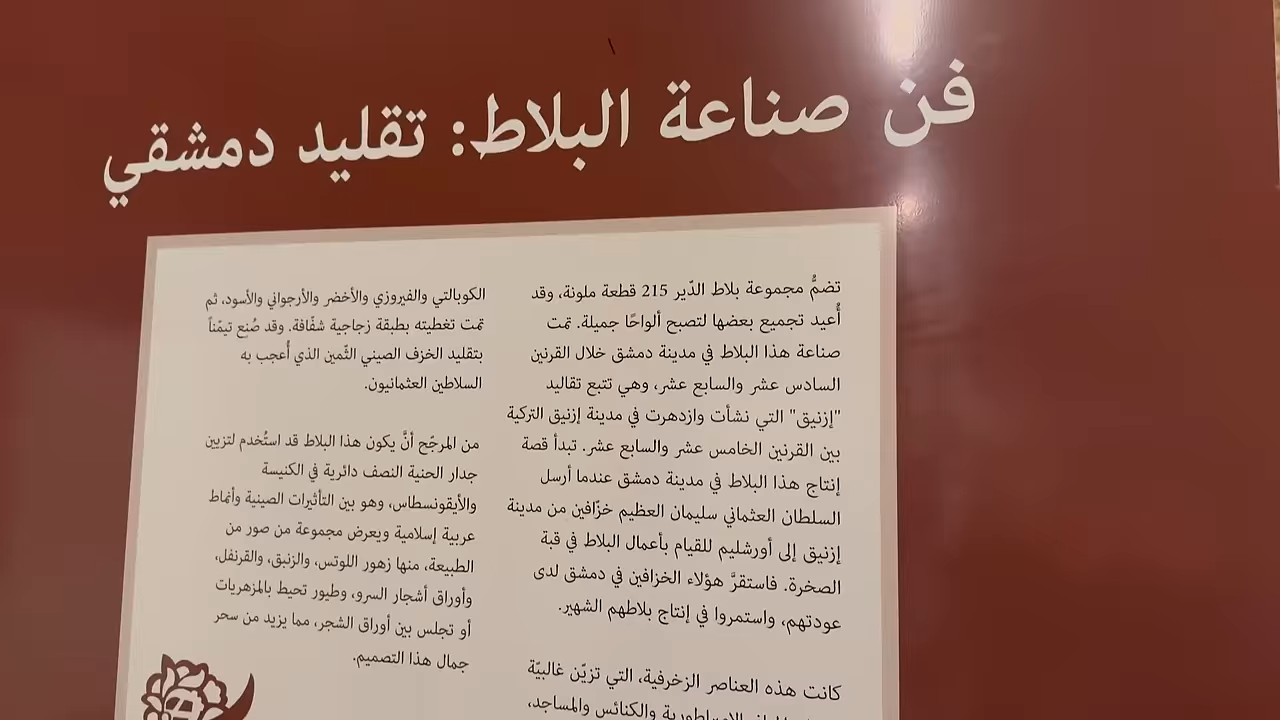 فن صناعة البلاط: تقليد دمشقي
تضمُّ مجموعة بلاط الدّير 215 قطعة ملونة، وقد
أُعيد تجميع بعضها لتصبح ألواحًا جميلة. تمت
صناعة هذا البلاط في مدينة دمشق خلال القرنين
السادس عشر والسابع عشر، وهي تتبع تقاليد
"إزنيق" التي نشأت وازدهرت في مدينة إزنيق التركية
بين القرنين الخامس عشر والسابع عشر. تبدأ قصة
إنتاج هذا البلاط في مدينة دمشق عندما أرسل
السلطان العثماني سليمان العظيم خزّافين من مدينة
إزنيق إلى أورشليم للقيام بأعمال البلاط في قبة
الصخرة. فاستقرَّ هؤلاء الخزافين في دمشق لدى
عودتهم، واستمروا في إنتاج بلاطهم الشهير.
كانت هذه العناصر الزخرفية، التي تزيّن غالبيّة
الامبراطورية والكنائس والمساجد،
الكوبالتي والفيروزي والأخضر والأرجواني والأسود، ثم
تمت تغطيته بطبقة زجاجية شفّافة. وقد صُنع تيمّناً
بتقليد الخزف الصيني الثّمين الذي أُعجب به
السلاطين العثمانيون.
من المرجّح أنَّ يكون هذا البلاط قد استُخدم لتزيين
جدار الحنية النصف دائرية في الكنيسة
والأيقونسطاس، وهو بين التأثيرات الصينية وأنماط
عربية إسلامية ويعرض مجموعة من صور من
الطبيعة، منها زهور اللوتس، والزنبق، والقرنفل،
وأوراق أشجار السرو، وطيور تحيط بالمزهريات
أو تجلس بين أوراق الشجر، مما يزيد من سحر
جمال هذا التصميم.